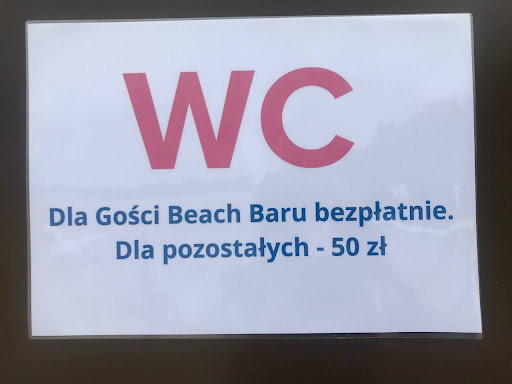 WC
Dla Gości Beach Baru bezpłatnie.
Dla pozostałych - 50 zł